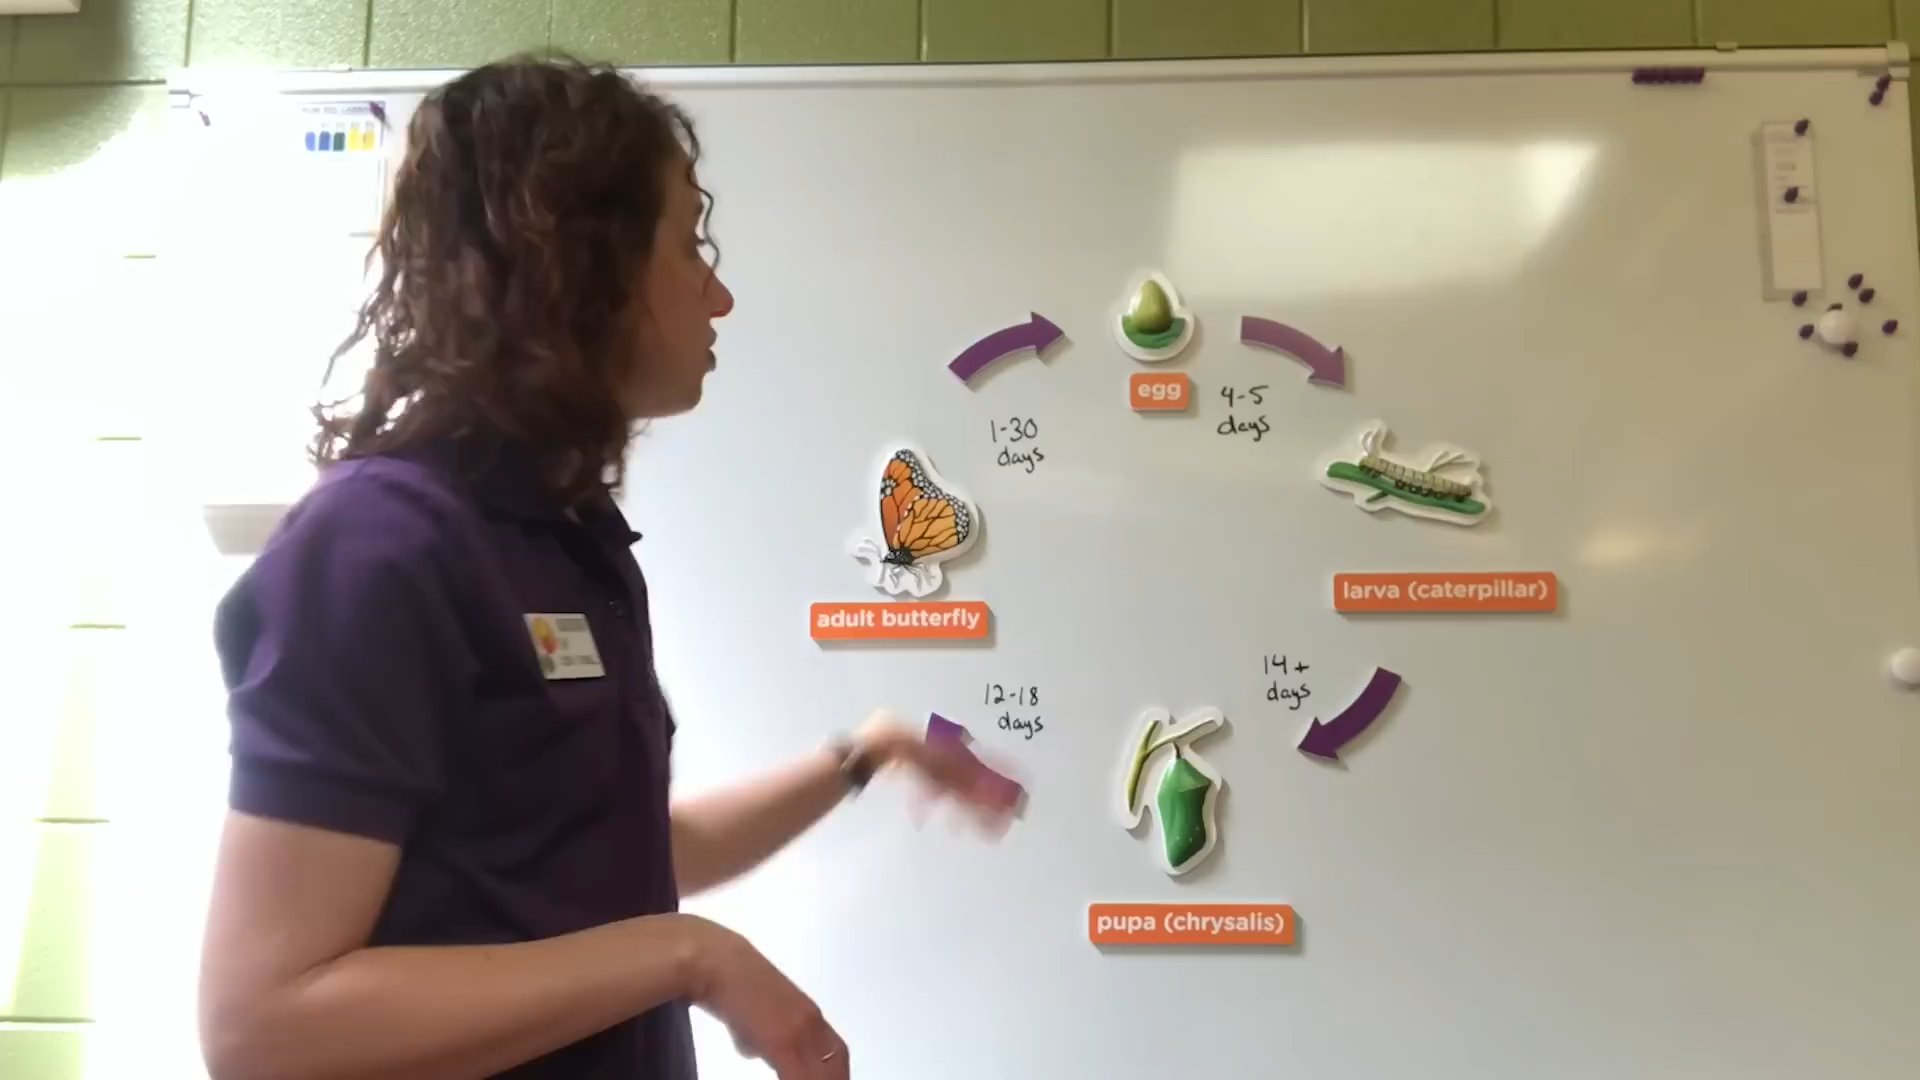 egg
4-5
days
1-30
days
larva (caterpillar)
adult butterfly
14+
days
12-18
days
pupa (chrysalis)